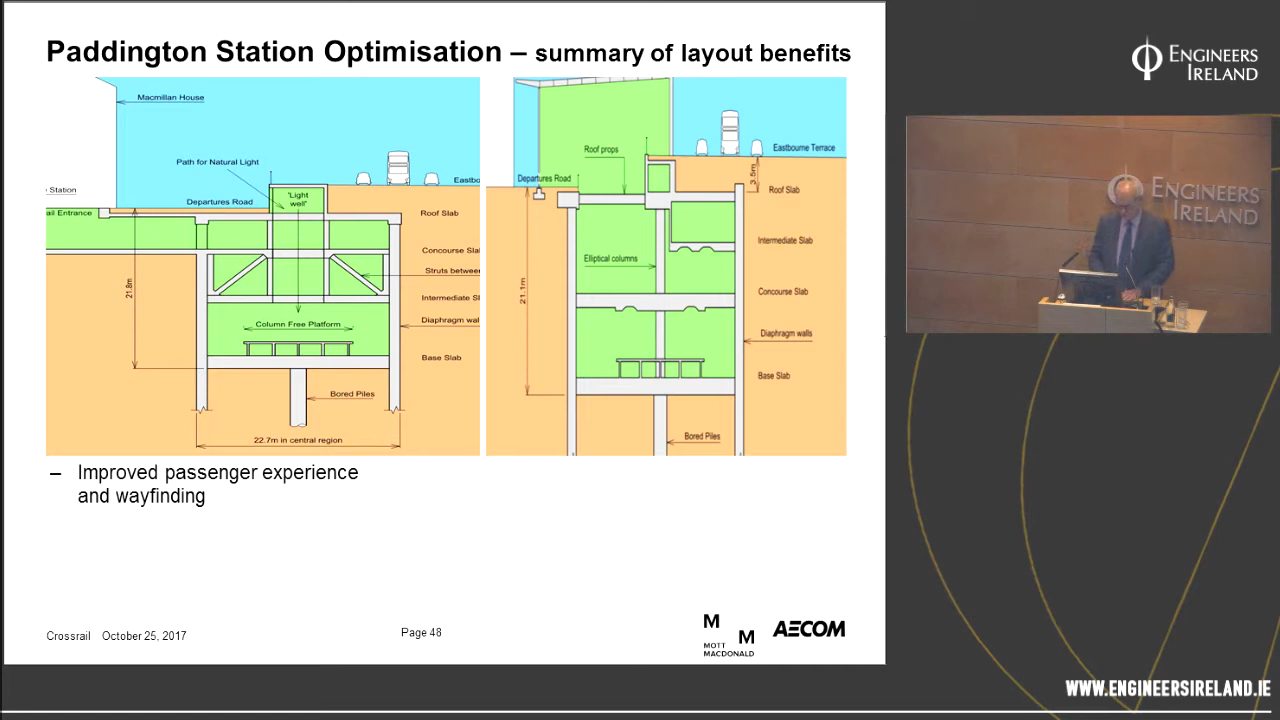 Paddington Station Optimisation – summary of layout benefits
Macmillan House
Path for Natural Light
Station
Departures Road
'Light
well'
Eastbo
ail Entrance
Roof Slab
Concourse Sla
Struts between
21.8m
Intermediate Sl
Column Free Platform
Diaphragm wal
Base Slab
Bored Piles
22.7m in central region
Roof props
Eastbourne Terrace
3.5m
Departures Road
Roof Slab
Intermediate Slab
Elliptical columns
21.1m
Concourse Slab
Diaphragm walls
Base Slab
Bored Piles
– Improved passenger experience
and wayfinding
Crossrail October 25, 2017
Page 48
M
M
MOTT
MACDONALD
AECOM
ENGINEERS
IRELAND
ENGINEERS
IRELAND
WWW.ENGINEERSIRELAND.IE